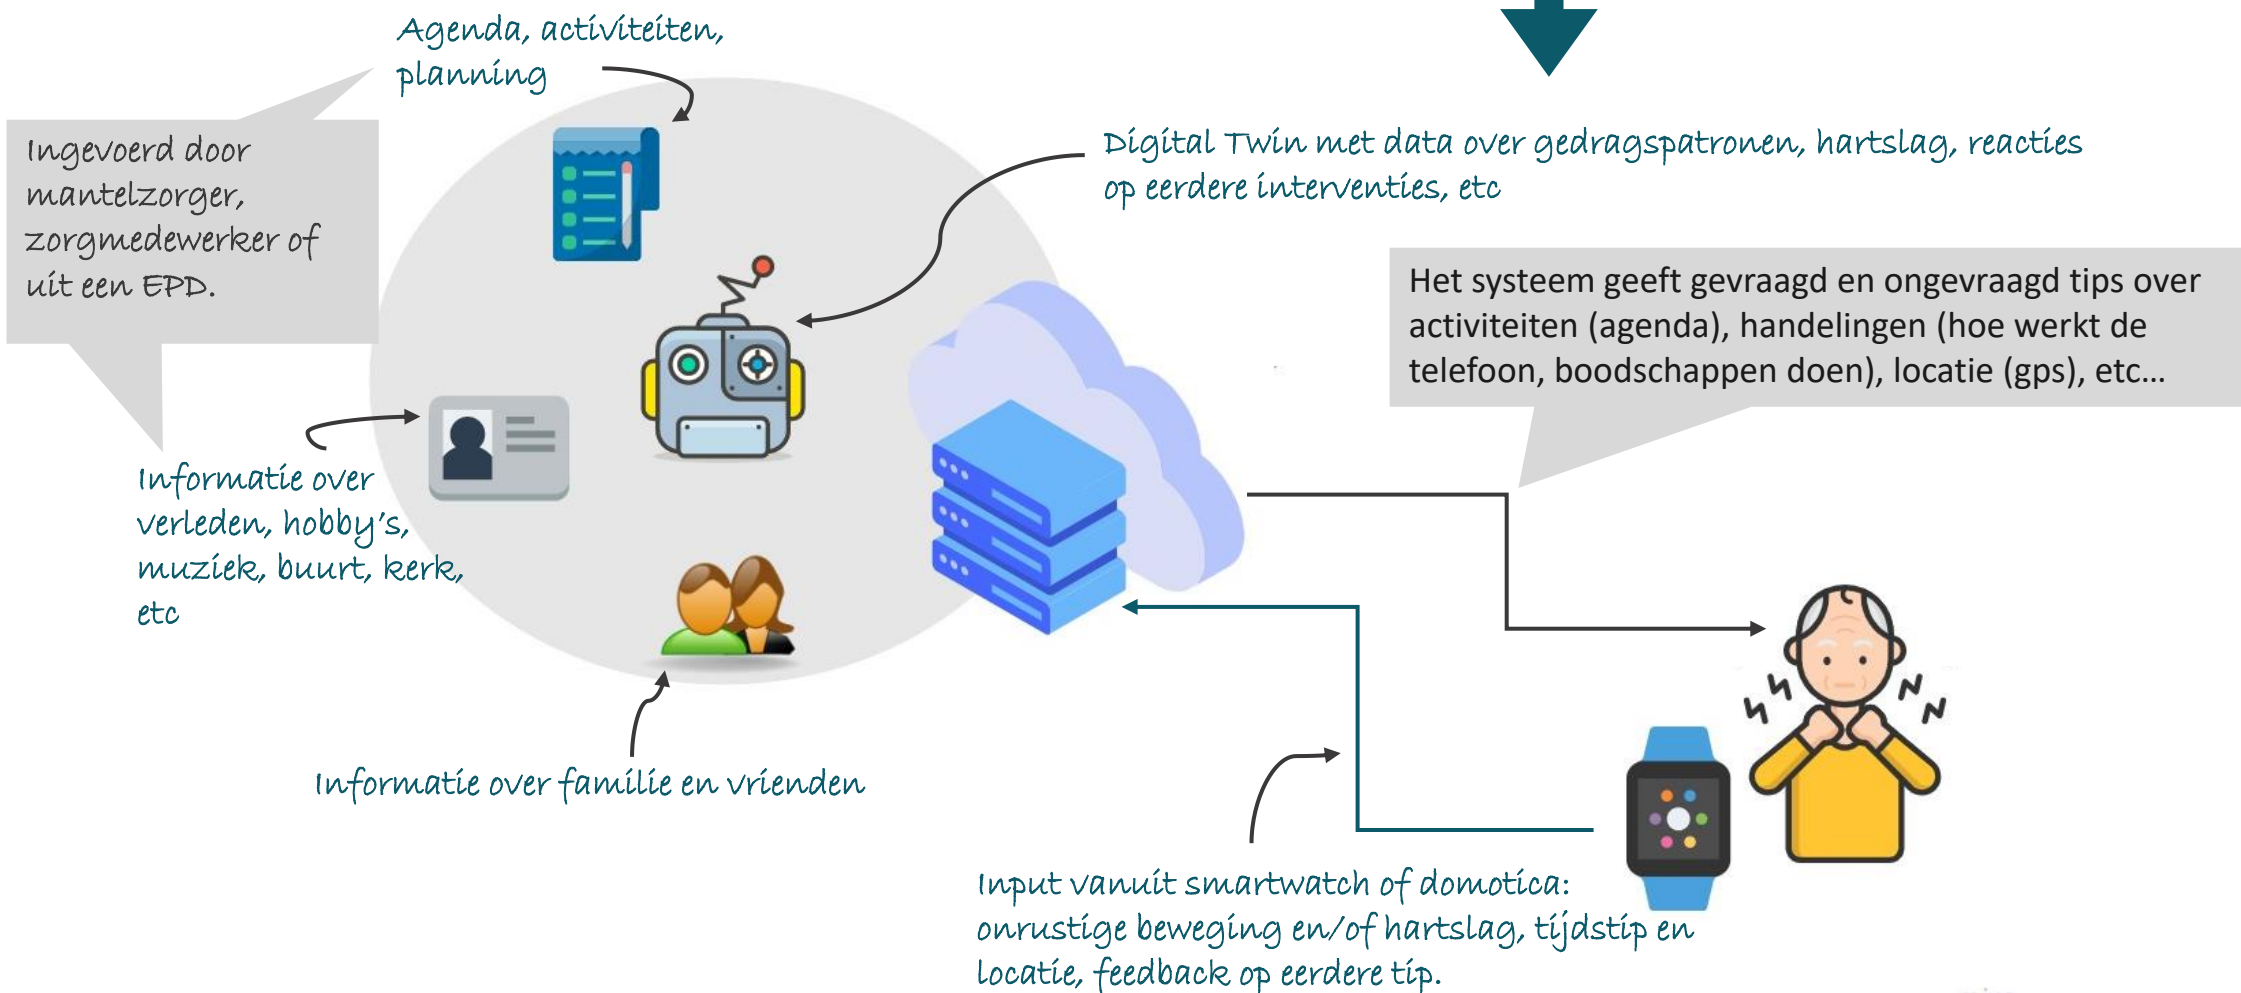 Agenda, activiteiten,
planning
Ingevoerd door
mantelzorger,
zorgmedewerker of
uit een EPD.
Digital Twin met data over gedragspatronen, hartslag, reacties
op eerdere interventies, etc
Het systeem geeft gevraagd en ongevraagd tips over
activiteiten (agenda), handelingen (hoe werkt de
telefoon, boodschappen doen), locatie (gps), etc...
Informatie over
verleden, hobby's,
muziek, buurt, kerk,
etc
Informatie over familie en vrienden
Input vanuit smartwatch of domotica:
onrustige beweging en/of hartslag, tijdstip en
locatie, feedback op eerdere tip.